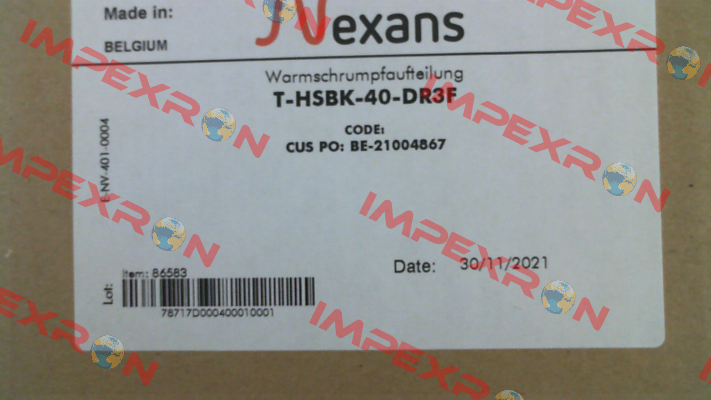 Made in:
BELGIUM
Nexans
Warmschrumpfaufteilung
T-HSBK-40-DR3F
CODE:
CUS PO: BE-21004867
E-NV-401-0004
Lot:
Item: 86583
78717D000400010001
Date: 30/11/2021
IMPEXRON
IMPEXRON
IMPEXRON
IMPEXRON
IMPEXRON
IMPEXRON
IMPEXRON